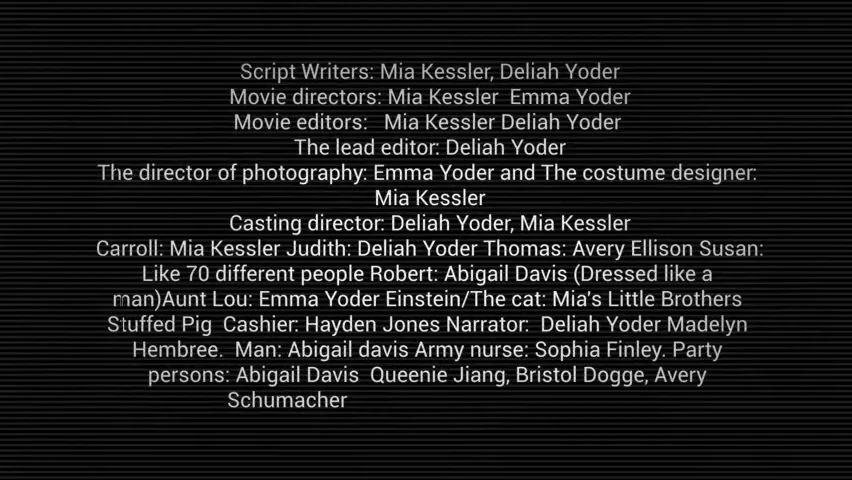 Script Writers: Mia Kessler, Deliah Yoder
Movie directors: Mia Kessler  Emma Yoder
Movie editors:   Mia Kessler Deliah Yoder
The lead editor: Deliah Yoder
The director of photography: Emma Yoder and The costume designer:
Mia Kessler
Casting director: Deliah Yoder, Mia Kessler
Carroll: Mia Kessler Judith: Deliah Yoder Thomas: Avery Ellison Susan:
Like 70 different people Robert: Abigail Davis (Dressed like a
man)Aunt Lou: Emma Yoder Einstein/The cat: Mia's Little Brothers
Stuffed Pig  Cashier: Hayden Jones Narrator:  Deliah Yoder Madelyn
Hembree.  Man: Abigail davis Army nurse: Sophia Finley. Party
persons: Abigail Davis  Queenie Jiang, Bristol Dogge, Avery
Schumacher